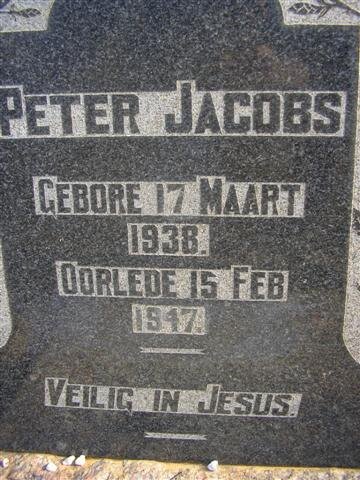 PETER JACOBS
GEBORE 17 MAART
1938.
OORLEDE 15 FEB
1947.
VEILIG IN JESUS.